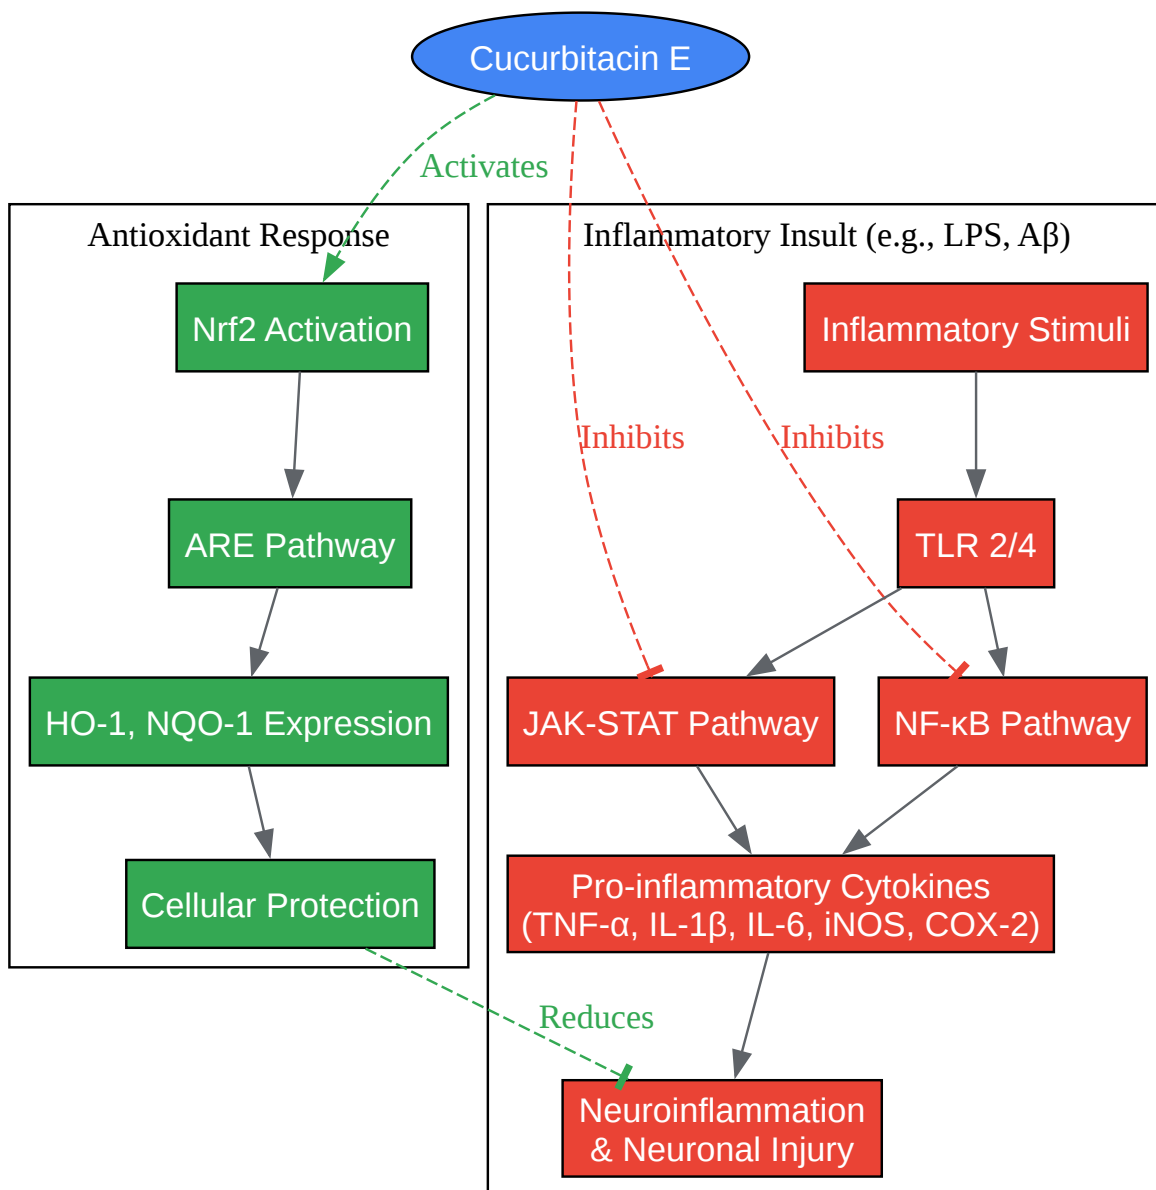 Cucurbitacin E
Activates
Antioxidant Response
Inflammatory Insult (e.g., LPS, Aβ)
Nrf2 Activation
Inflammatory Stimuli
Inhibits
Inhibits
ARE Pathway
TLR 2/4
HO-1, NQO-1 Expression
JAK-STAT Pathway
NF-κB Pathway
Cellular Protection
Pro-inflammatory Cytokines
(TNF-α, IL-1β, IL-6, iNOS, COX-2)
Reduces
Neuroinflammation
& Neuronal Injury